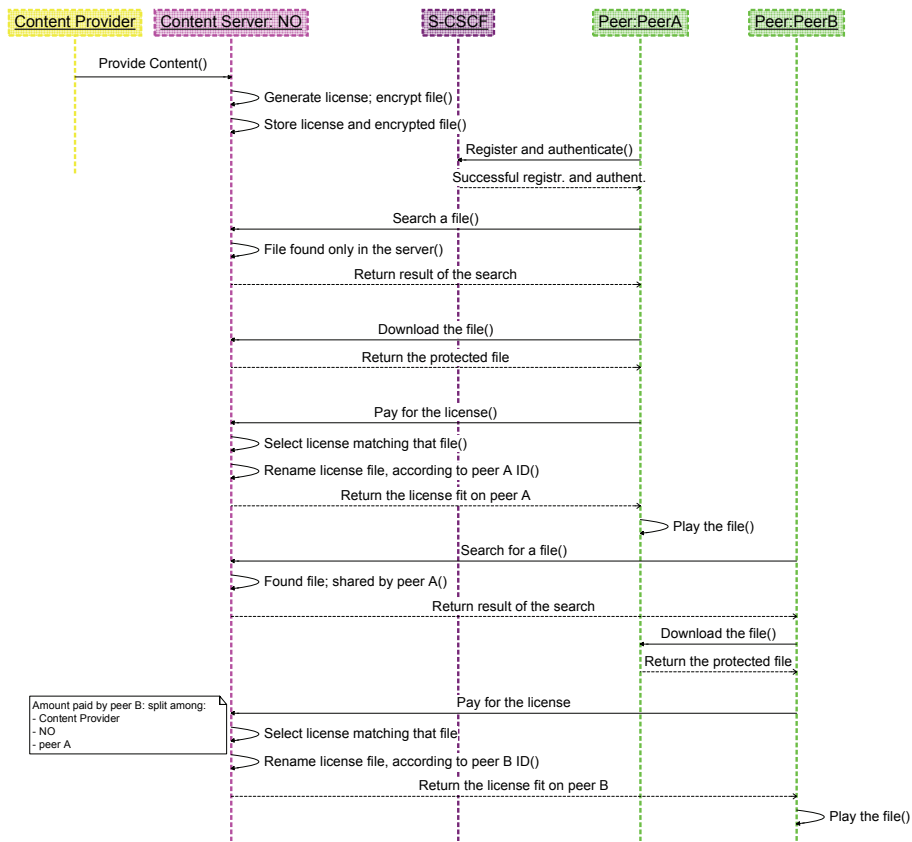 Content Provider
Content Server: NO
S-CSCF
Peer:PeerA
Peer:PeerB
Provide Content()
Generate license; encrypt file()
Store license and encrypted file()
Register and authenticate()
Successful registr. and authent.
Search a file()
File found only in the server()
Return result of the search
Download the file()
Return the protected file
Pay for the license()
Select license matching that file()
Rename license file, according to peer A ID()
Return the license fit on peer A
Play the file()
Search for a file()
Found file; shared by peer A()
Return result of the search
Download the file()
Return the protected file
Pay for the license
Amount paid by peer B: split among:
- Content Provider
- NO
- peer A
Select license matching that file
Rename license file, according to peer B ID()
Return the license fit on peer B
Play the file()